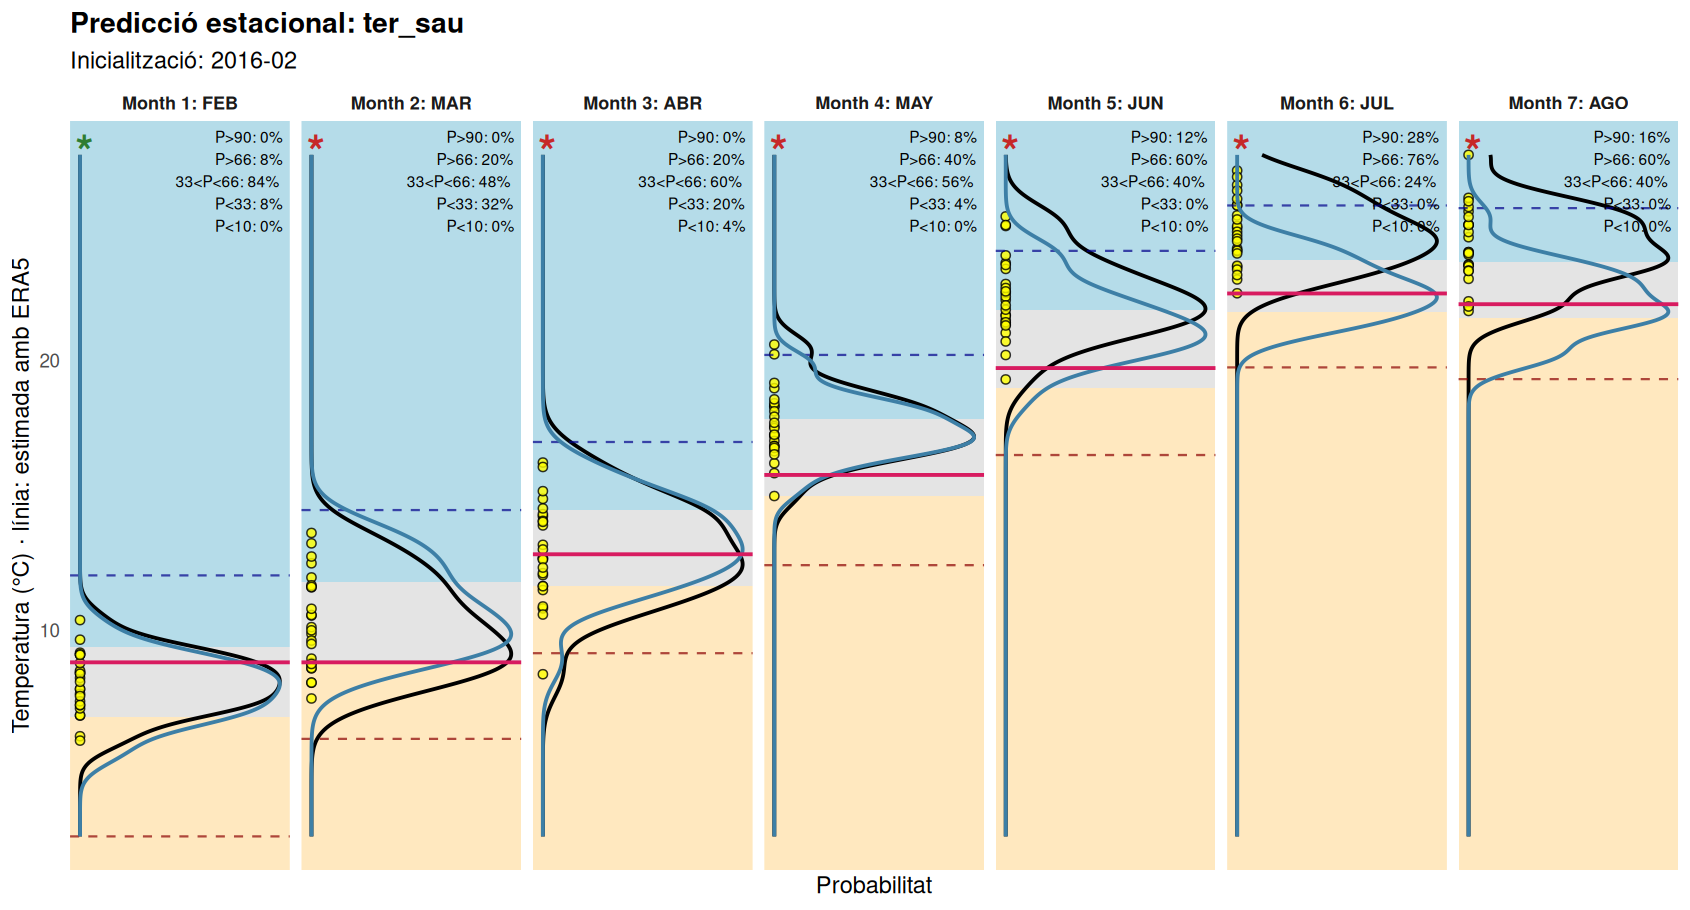 Predicció estacional: ter_sau
Inicialització: 2016-02
Month 1: FEB
P>90: 0%
P>66: 8%
33<P<66: 84%
P<33: 8%
P<10: 0%
Month 2: MAR
P>90: 0%
P>66: 20%
33<P<66: 48%
P<33: 32%
P<10: 0%
Month 3: ABR
P>90: 0%
P>66: 20%
33<P<66: 60%
P<33: 20%
P<10: 4%
Month 4: MAY
P>90: 8%
P>66: 40%
33<P<66: 56%
P<33: 4%
P<10: 0%
Month 5: JUN
P>90: 12%
P>66: 60%
33<P<66: 40%
P<33: 0%
P<10: 0%
Month 6: JUL
P>90: 28%
P>66: 76%
33<P<66: 24%
P<33: 0%
P<10: 0%
Month 7: AGO
P>90: 16%
P>66: 60%
33<P<66: 40%
P<33: 0%
P<10: 0%
20
10
Temperatura (°C) · línia: estimada amb ERA5
Probabilitat